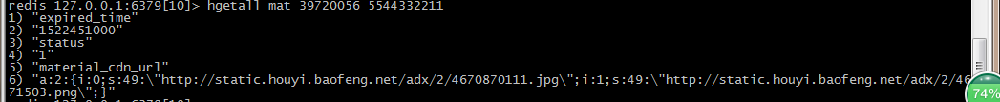 redis 127.0.0.1:6379[10]> hgetall mat_39720056_5544332211
1) "expired_time"
2) "1522451000"
3) "status"
4) "1"
5) "material_cdn_url"
6) "a:2:{i:0;s:49:\"http://static.houyi.baofeng.net/adx/2/4670870111.jpg\";i:1;s:49:\"http://static.houyi.baofeng.net/adx/2/46
71503.png\";}"
74%